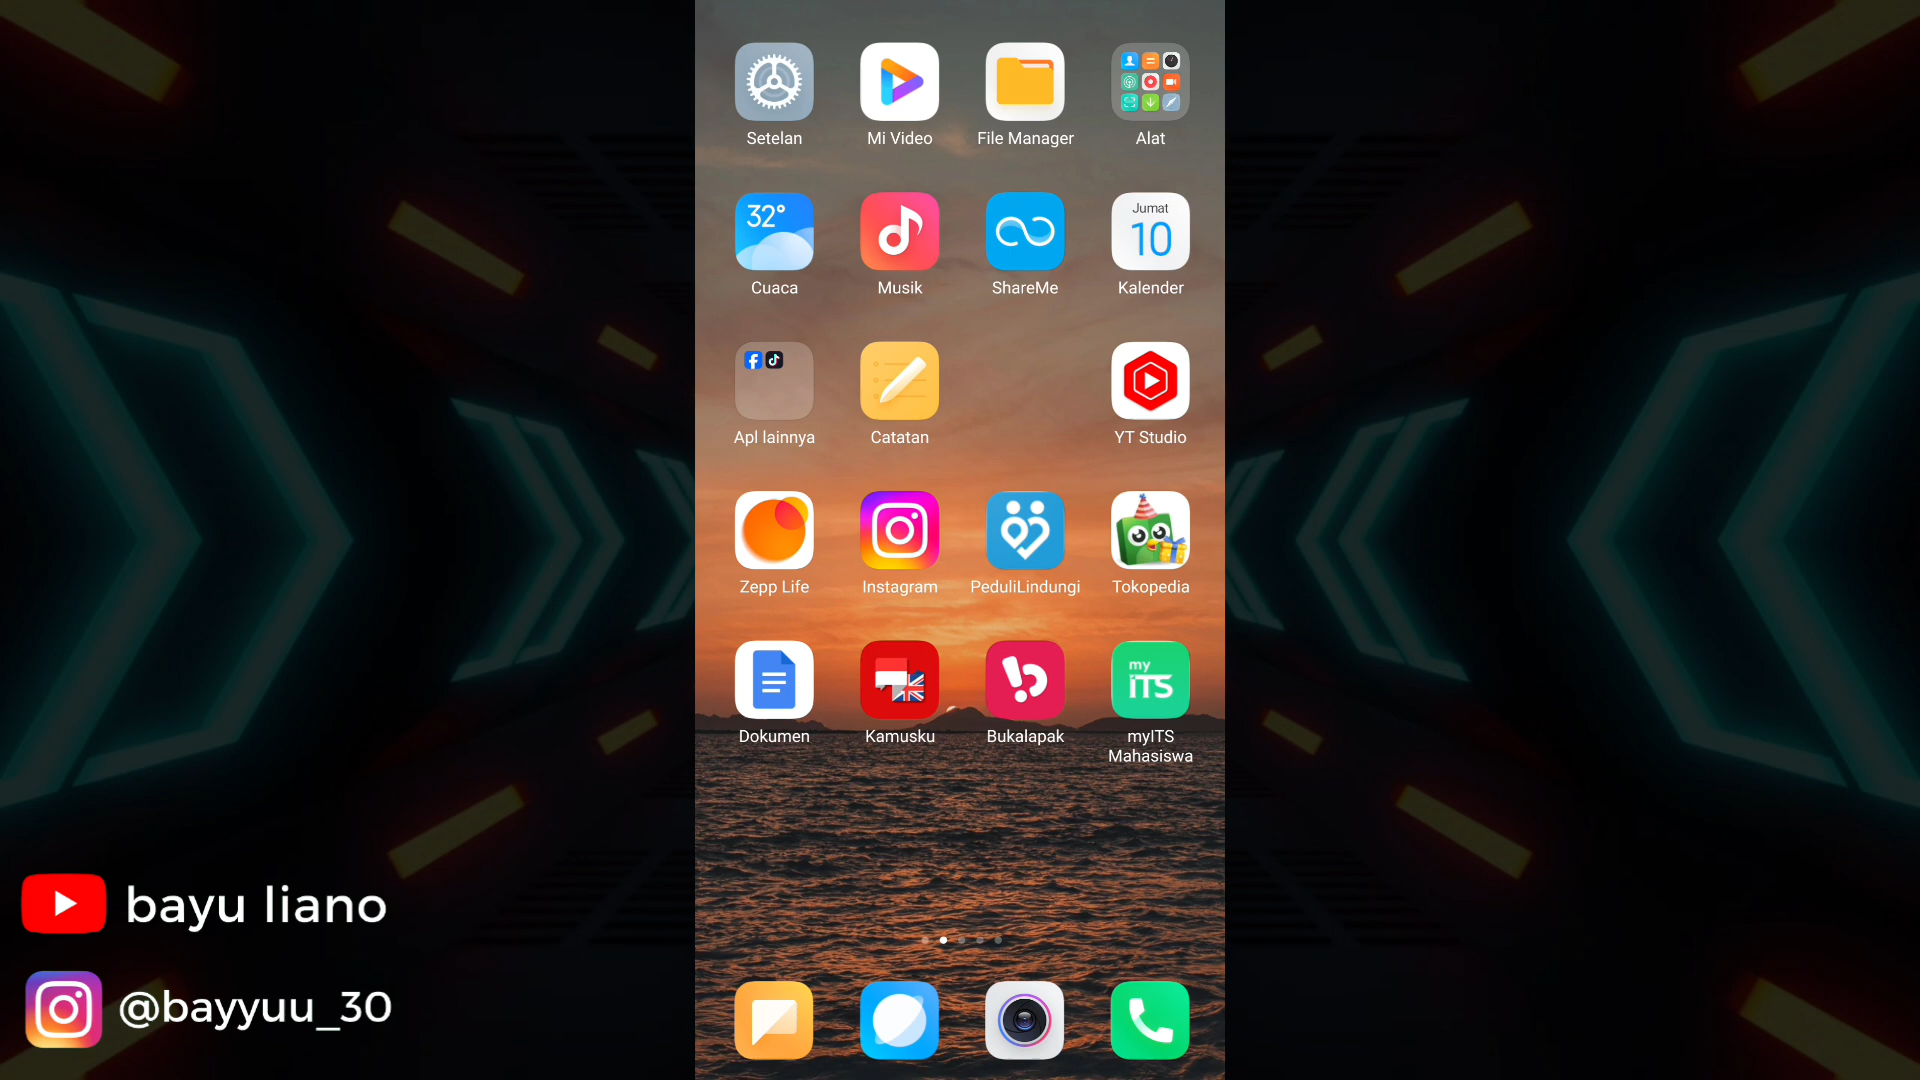 Setelan
Mi Video
File Manager
Alat
32°
Cuaca
Musik
ShareMe
Jumat
10
Kalender
Apl lainnya
Catatan
YT Studio
Zepp Life
Instagram
PeduliLindungi
Tokopedia
Dokumen
Kamusku
Bukalapak
my
iTS
myITS
Mahasiswa
bayu liano
@bayyuu_30